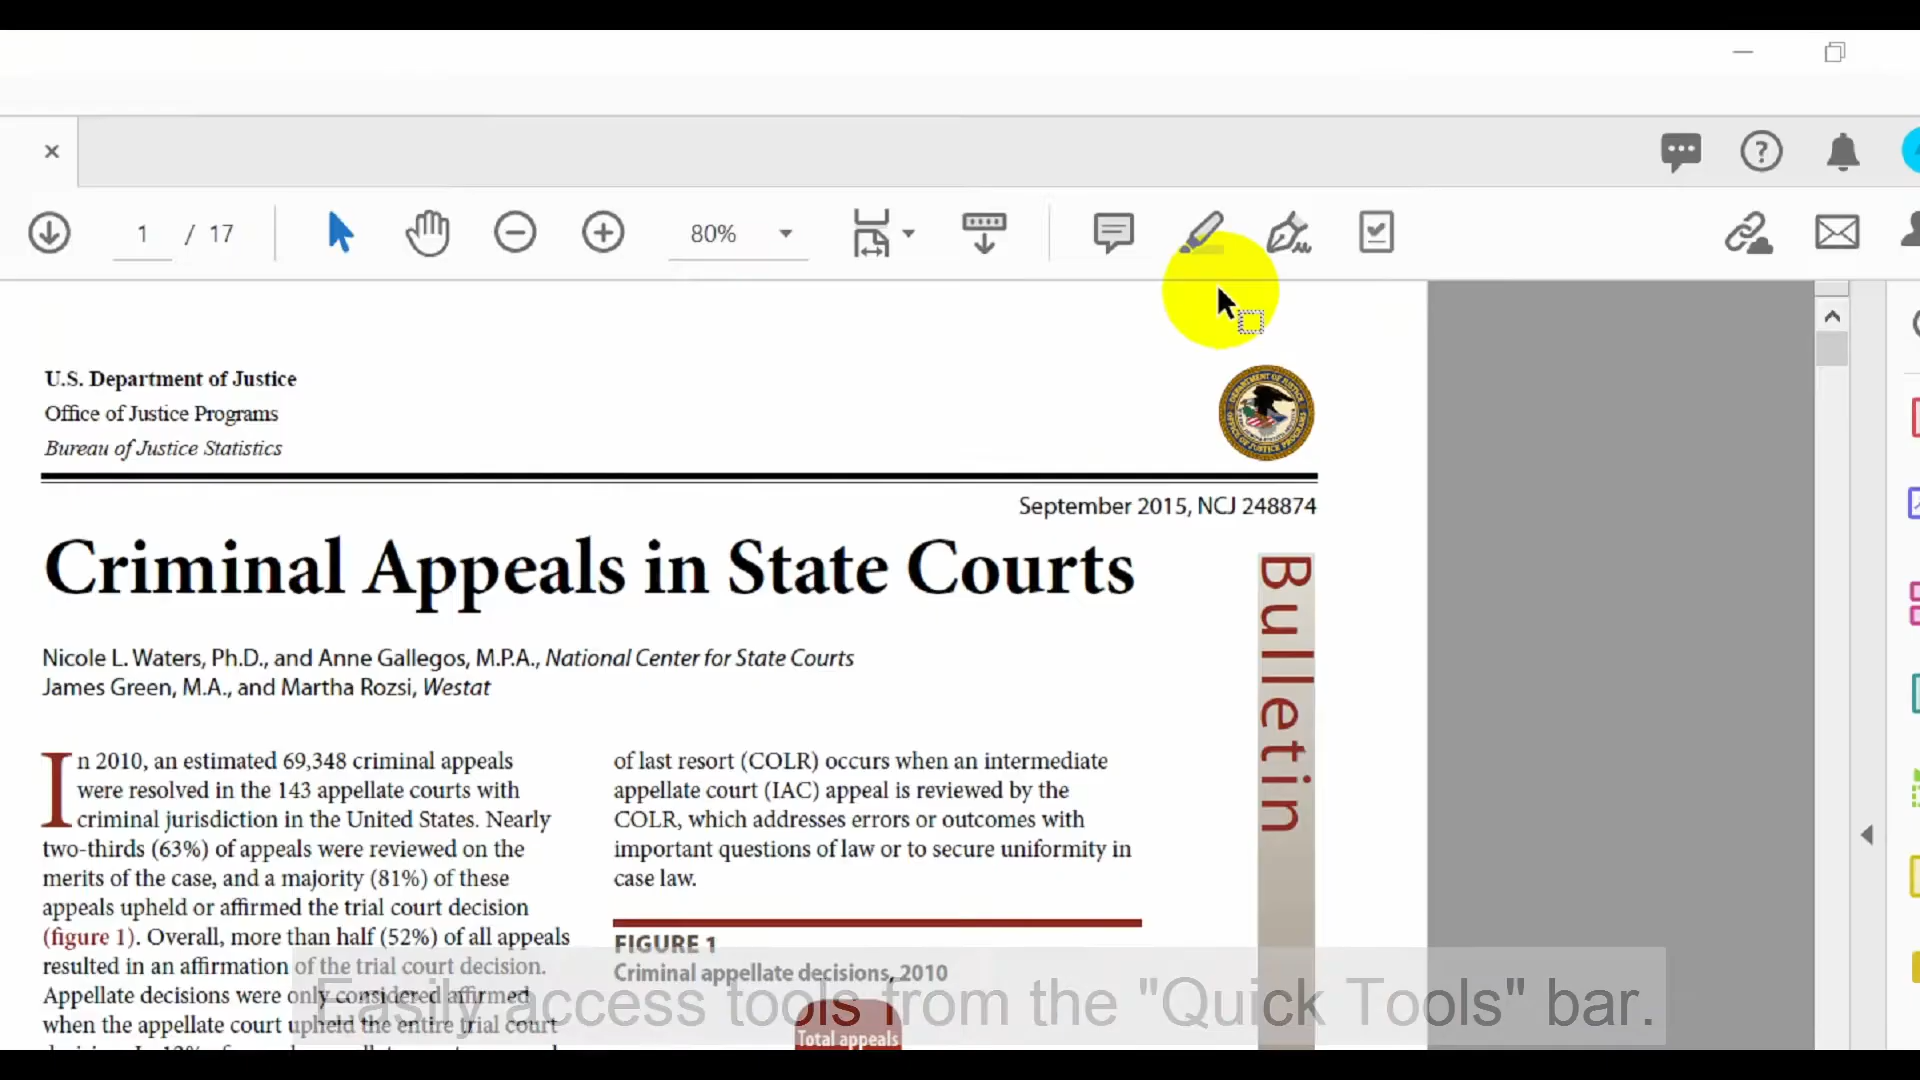 1 / 17
80%
U.S. Department of Justice
Office of Justice Programs
Bureau of Justice Statistics
September 2015, NCJ 248874
Criminal Appeals in State Courts
Nicole L. Waters, Ph.D., and Anne Gallegos, M.P.A., National Center for State Courts
James Green, M.A., and Martha Rozsi, Westat
Bulletin
In 2010, an estimated 69,348 criminal appeals
were resolved in the 143 appellate courts with
criminal jurisdiction in the United States. Nearly
two-thirds (63%) of appeals were reviewed on the
merits of the case, and a majority (81%) of these
appeals upheld or affirmed the trial court decision
(figure 1). Overall, more than half (52%) of all appeals
resulted in an affirmation of the trial court decision.
Appellate decisions were only considered affirmed
when the appellate court upheld the entire trial court
of last resort (COLR) occurs when an intermediate
appellate court (IAC) appeal is reviewed by the
COLR, which addresses errors or outcomes with
important questions of law or to secure uniformity in
case law.
FIGURE 1
Criminal appellate decisions, 2010
Total appeals
Easily access tools from the "Quick Tools" bar.